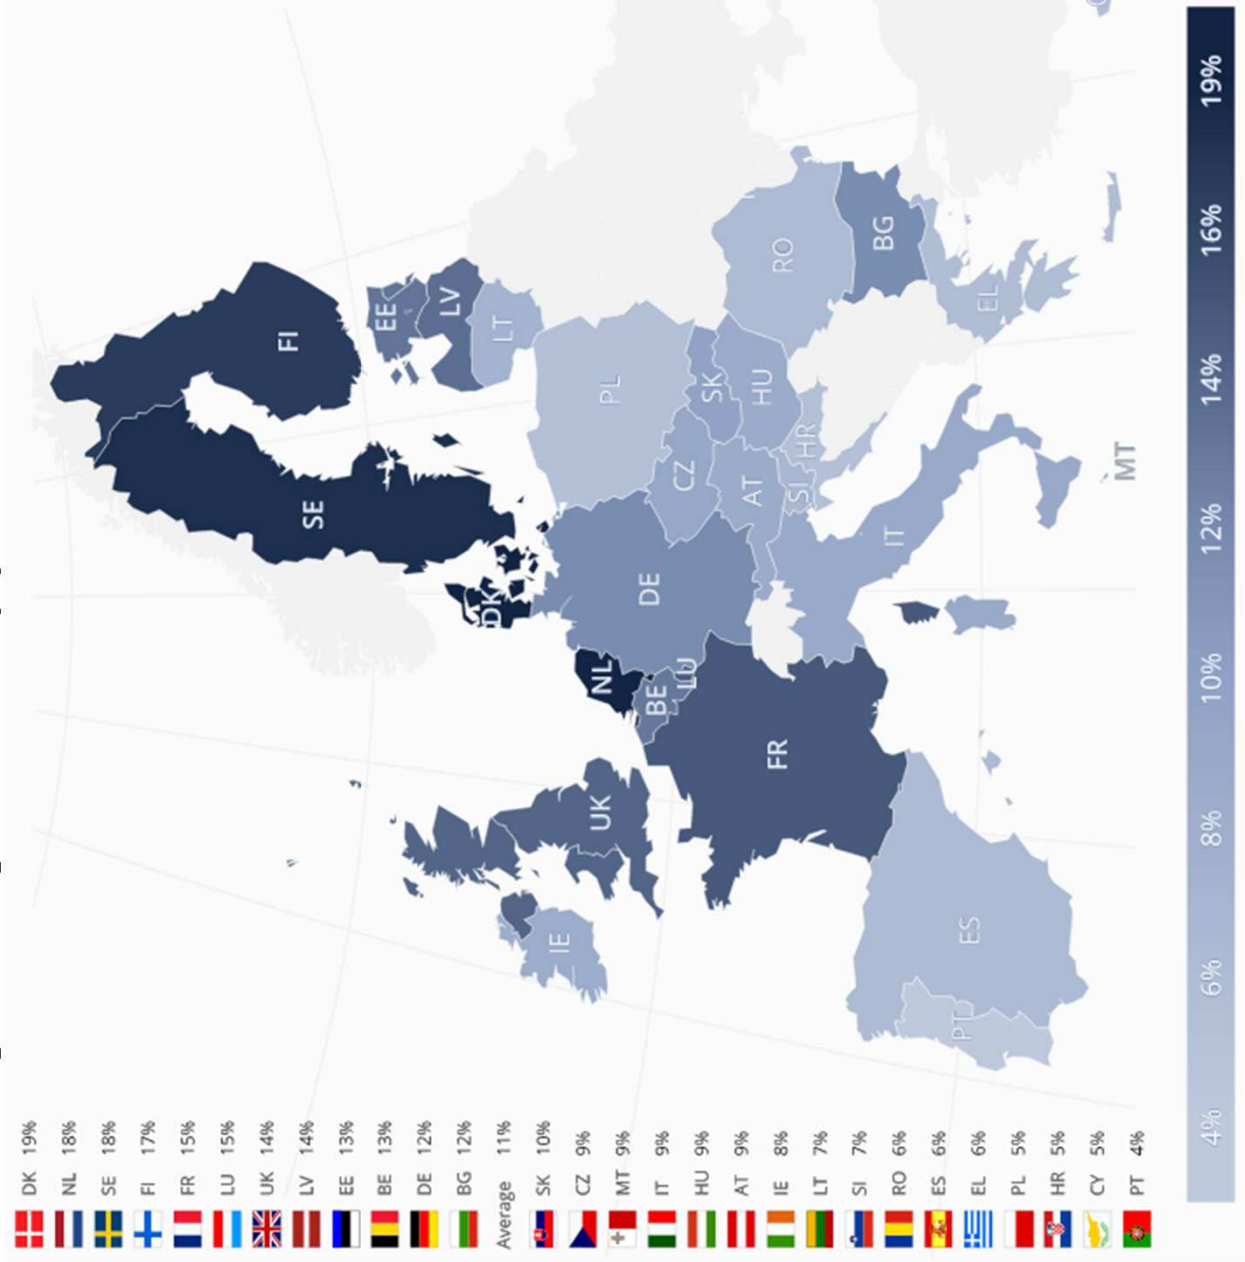 DK 19%
NL 18%
SE 18%
FI 17%
FR 15%
LU 15%
UK 14%
LV 14%
EE 13%
BE 13%
DE 12%
BG 12%
Average 11%
SK 10%
CZ 9%
MT 9%
IT 9%
HU 9%
AT 9%
IE 8%
LT 7%
SI 7%
RO 6%
ES 6%
EL 6%
PL 5%
HR 5%
CY 5%
PT 4%
FI
SE
EE
LV
LT
DK
IE
UK
NL
BE
LU
DE
PL
CZ
SK
AT
HU
SI
HR
RO
BG
FR
IT
ES
PT
EL
MT
4% 6% 8% 10% 12% 14% 16% 19%